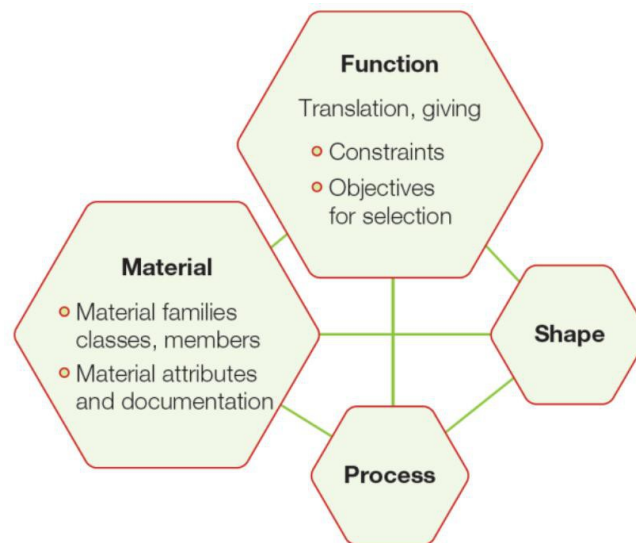 Function
Translation, giving
Constraints
Objectives
for selection
Material
Material families
classes, members
Material attributes
and documentation
Shape
Process